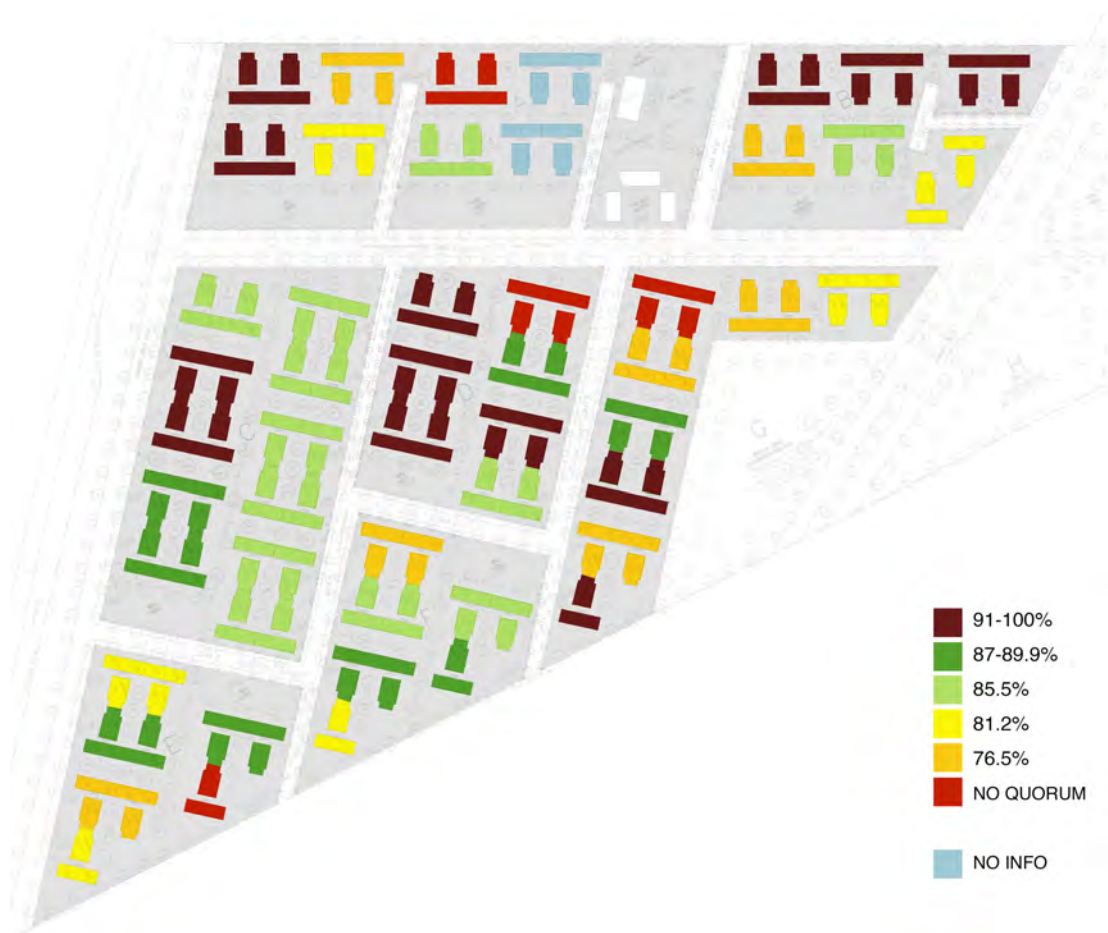 B
C
D
G
H
E
91-100%
87-89.9%
85.5%
81.2%
76.5%
NO QUORUM
NO INFO